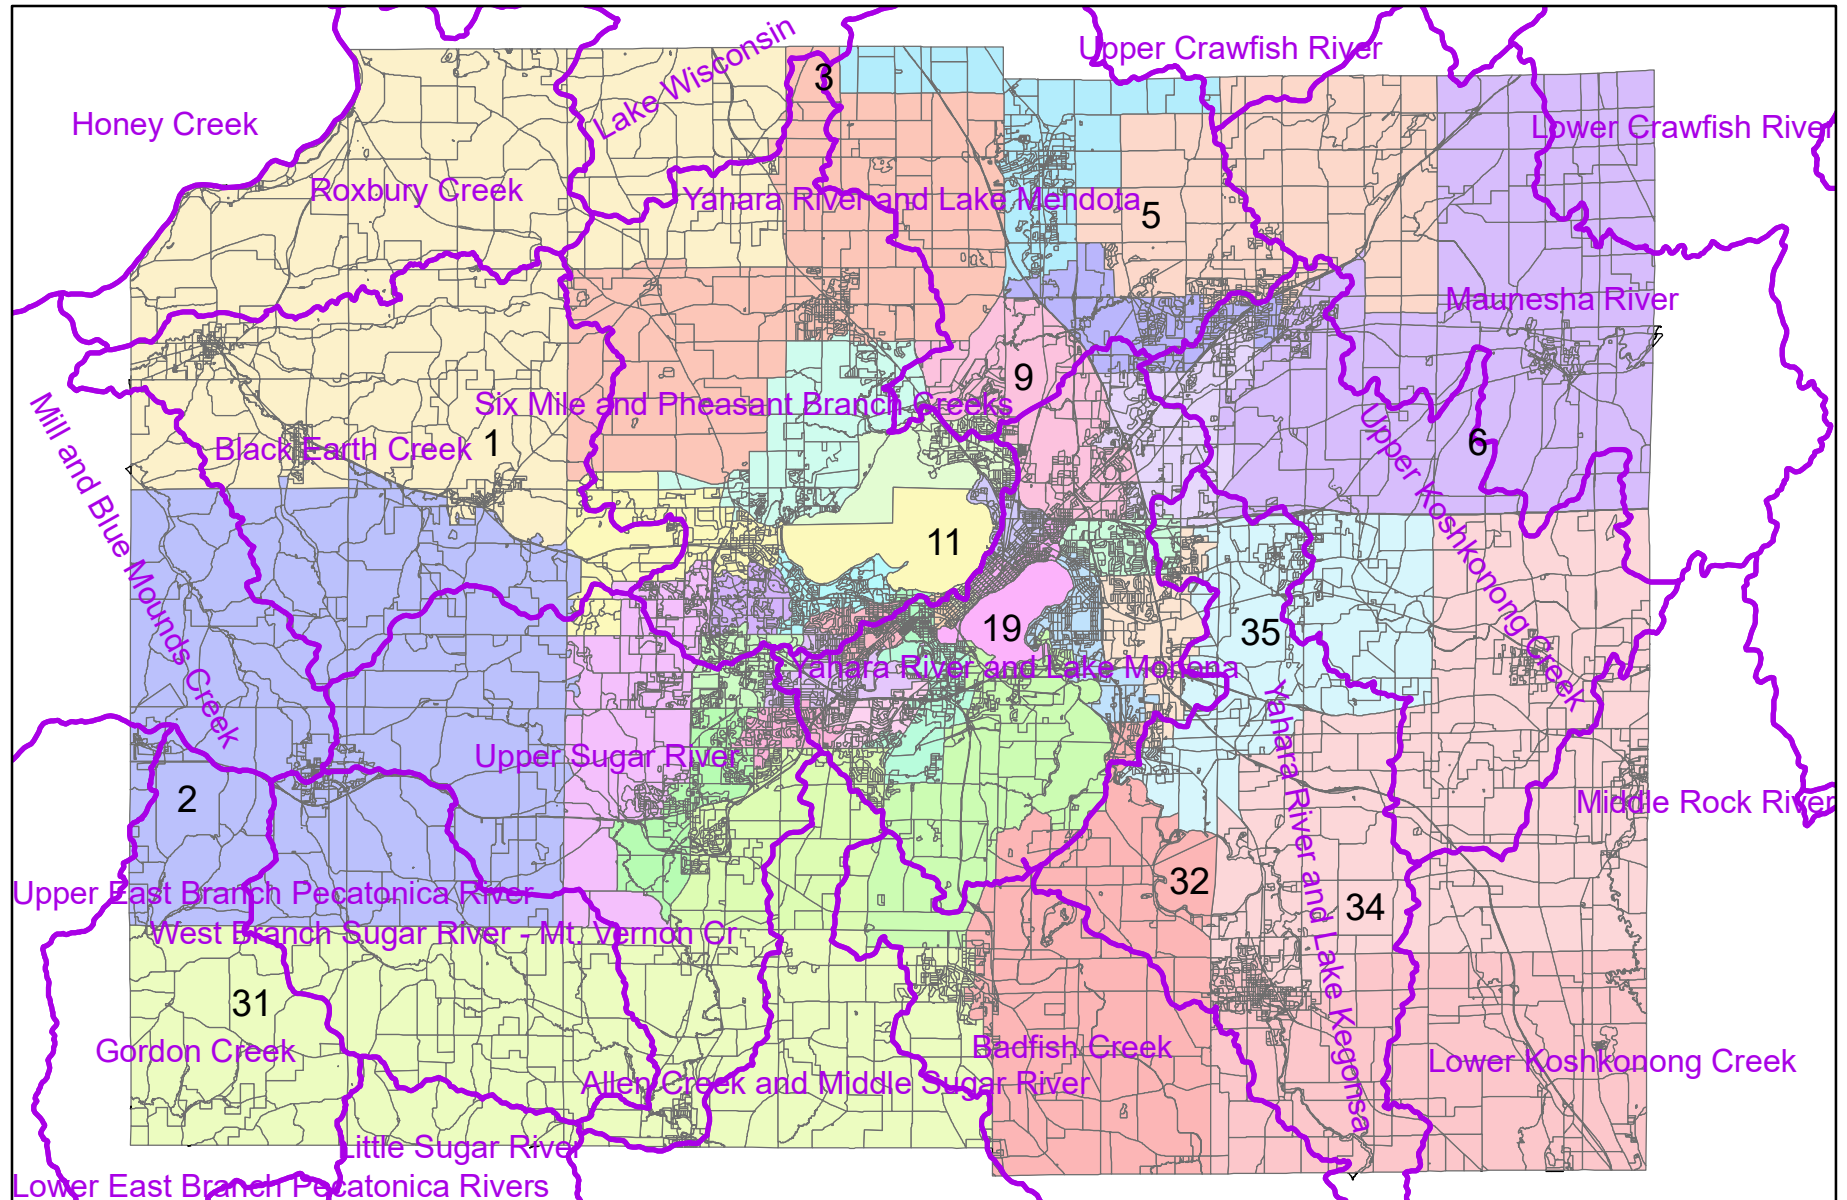 Upper Crawfish River
Lake Wisconsin
3
Honey Creek
Lower Crawfish River
Roxbury Creek
Yahara River and Lake Mendota
5
Maunesha River
9
Six Mile and Pheasant Branch Creeks
1
Black Earth Creek
6
Mill and Blue Mounds Creek
Upper Koshkonong Creek
11
19
35
Yahara River and Lake Monona
Upper Sugar River
Yahara River and Lake Kegonsa
2
Middle Rock River
32
Upper East Branch Pecatonica River
34
West Branch Sugar River - Mt. Vernon Cr
31
Gordon Creek
Badfish Creek
Lower Koshkonong Creek
Allen Creek and Middle Sugar River
Little Sugar River
Lower East Branch Pecatonica Rivers